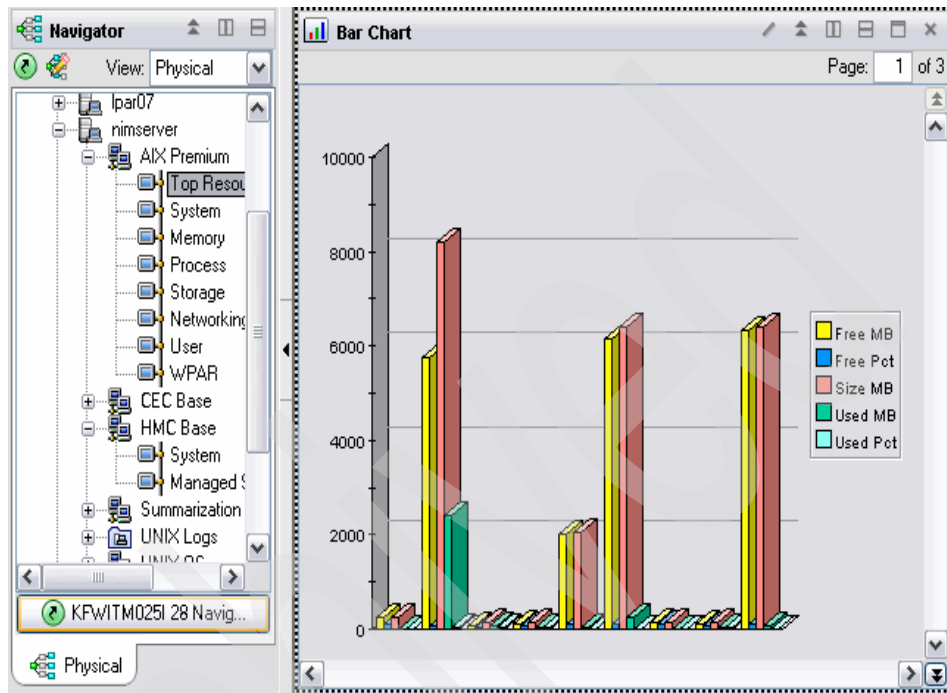 Navigator
View: Physical
lpar07
nimserver
AIX Premium
Top Resou
System
Memory
Process
Storage
Networking
User
WPAR
CEC Base
HMC Base
System
Managed S
Summarization
UNIX Logs
UNIX OS
KFWITM025I 28 Navig...
Physical
Bar Chart
Page: 1 of 3
10000
8000
6000
4000
2000
0
Free MB
Free Pct
Size MB
Used MB
Used Pct